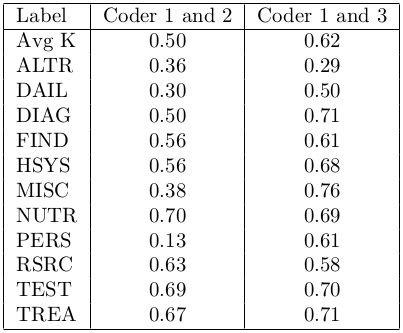 Label Coder 1 and 2 Coder 1 and 3
Avg K 0.50 0.62
ALTR 0.36 0.29
DAIL 0.30 0.50
DIAG 0.50 0.71
FIND 0.56 0.61
HSYS 0.56 0.68
MISC 0.38 0.76
NUTR 0.70 0.69
PERS 0.13 0.61
RSRC 0.63 0.58
TEST 0.69 0.70
TREA 0.67 0.71